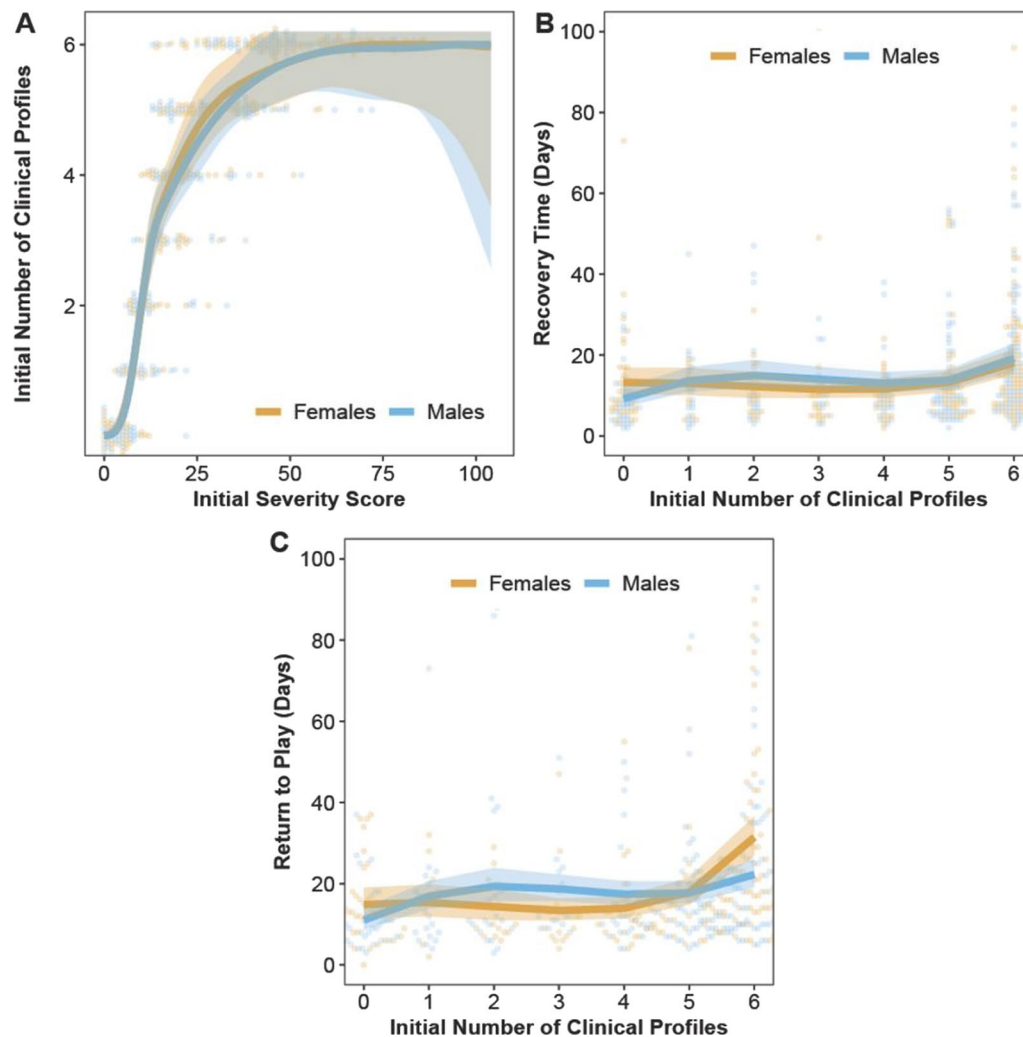 A
Initial Number of Clinical Profiles
6
4
2
Females Males
0 25 50 75 100
Initial Severity Score
B
Recovery Time (Days)
100
80
60
40
20
0
Females Males
0 1 2 3 4 5 6
Initial Number of Clinical Profiles
C
Return to Play (Days)
100
80
60
40
20
0
Females Males
0 1 2 3 4 5 6
Initial Number of Clinical Profiles